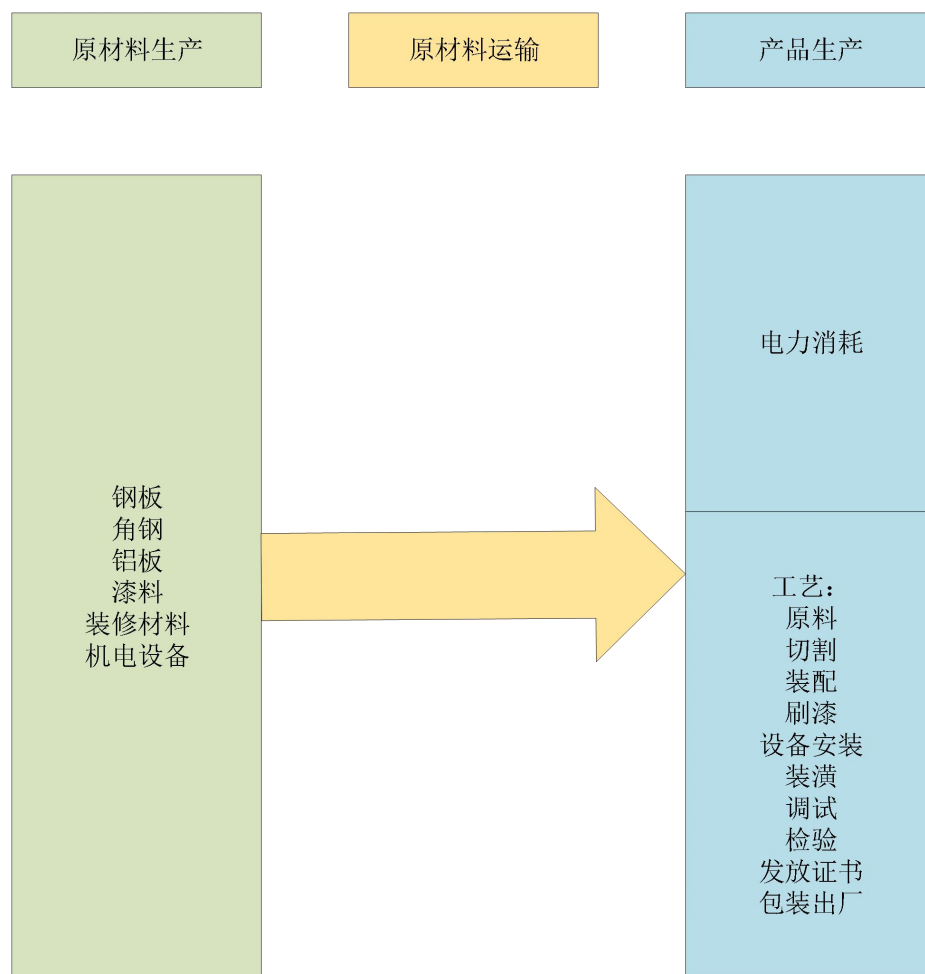 原材料生产
原材料运输
产品生产
钢板
角钢
铝板
漆料
装修材料
机电设备
电力消耗
工艺：
原料
切割
装配
刷漆
设备安装
装潢
调试
检验
发放证书
包装出厂